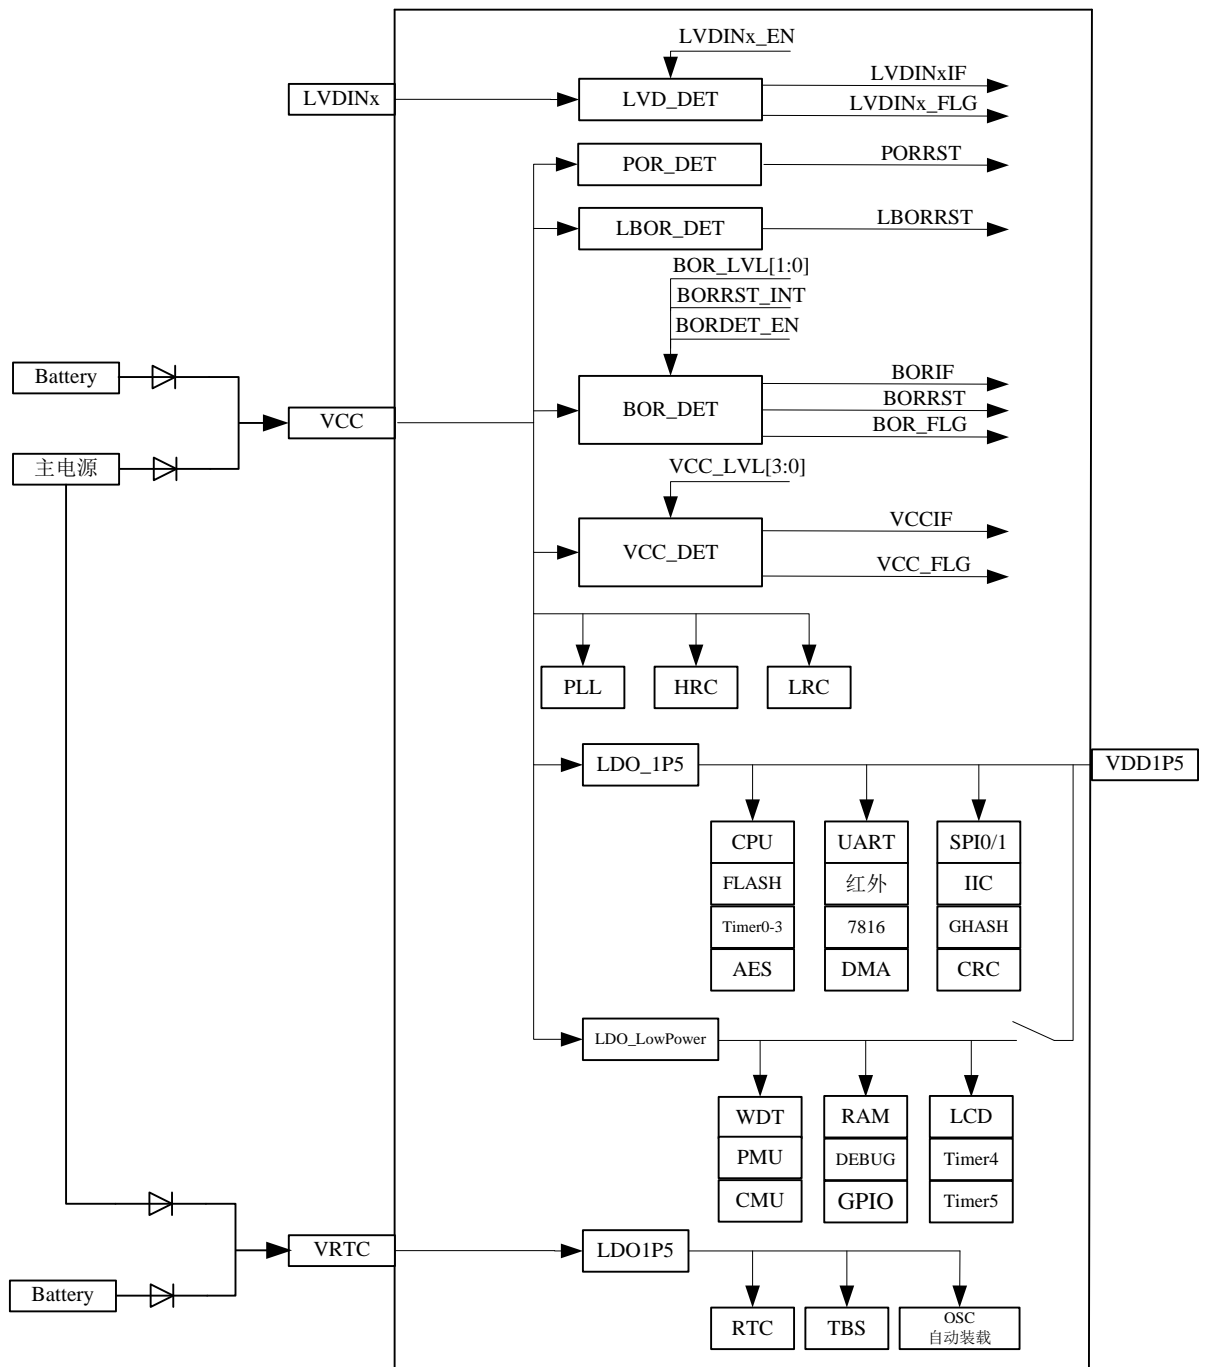 LVDINx_EN
LVDINx
LVD_DET
LVDINxIF
LVDINx_FLG
POR_DET
PORRST
LBOR_DET
LBORRST
BOR_LVL[1:0]
BORRST_INT
BORDET_EN
Battery
VCC
BOR_DET
BORIF
BORRST
BOR_FLG
主电源
VCC_LVL[3:0]
VCC_DET
VCCIF
VCC_FLG
PLL
HRC
LRC
LDO_1P5
VDD1P5
CPU
UART
SPI0/1
FLASH
红外
IIC
Timer0-3
7816
GHASH
AES
DMA
CRC
LDO_LowPower
WDT
RAM
LCD
PMU
DEBUG
Timer4
CMU
GPIO
Timer5
VRTC
LDO1P5
Battery
RTC
TBS
OSC
自动装载